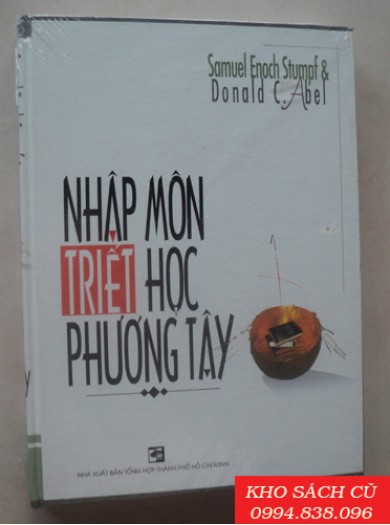 Samuel Enoch Stumpf &
Donald C. Abel
NHẬP MÔN
TRIẾT HỌC
PHƯƠNG TÂY
NHÀ XUẤT BẢN TỔNG HỢP THÀNH PHỐ HỒ CHÍ MINH
KHO SÁCH CŨ
0994.838.096